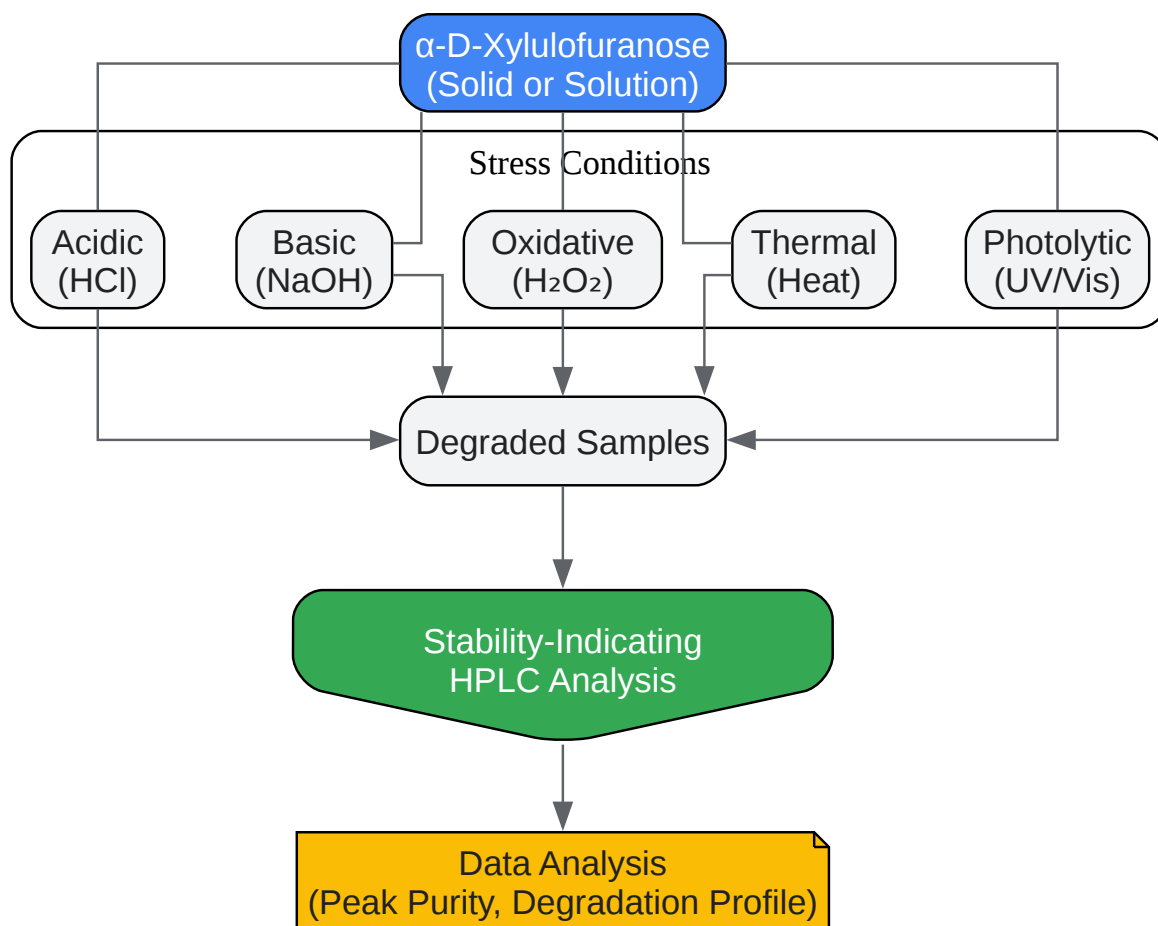 α-D-Xylulofuranose
(Solid or Solution)
Stress Conditions
Acidic
(HCl)
Basic
(NaOH)
Oxidative
(H₂O₂)
Thermal
(Heat)
Photolytic
(UV/Vis)
Degraded Samples
Stability-Indicating
HPLC Analysis
Data Analysis
(Peak Purity, Degradation Profile)